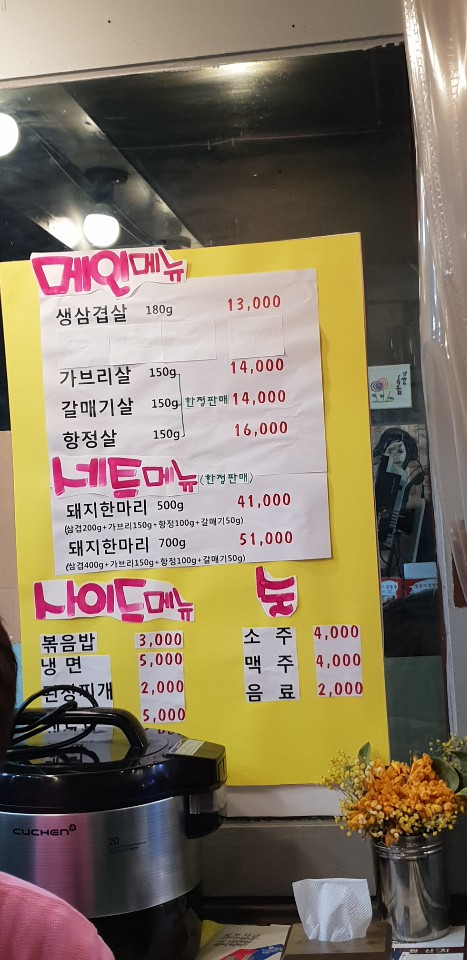 메인메뉴
생삼겹살 180g 13,000
가브리살 150g 14,000
갈매기살 150g 한정판매 14,000
항정살 150g 16,000
세트메뉴 (한정판매)
돼지한마리 500g 41,000
(삼겹200g+가브리150g+항정100g+갈매기50g)
돼지한마리 700g 51,000
(삼겹400g+가브리150g+항정100g+갈매기50g)
사이드메뉴
볶음밥 3,000
냉면 5,000
된장찌개 2,000
5,000
술
소주 4,000
맥주 4,000
음료 2,000
CUCHEN
20